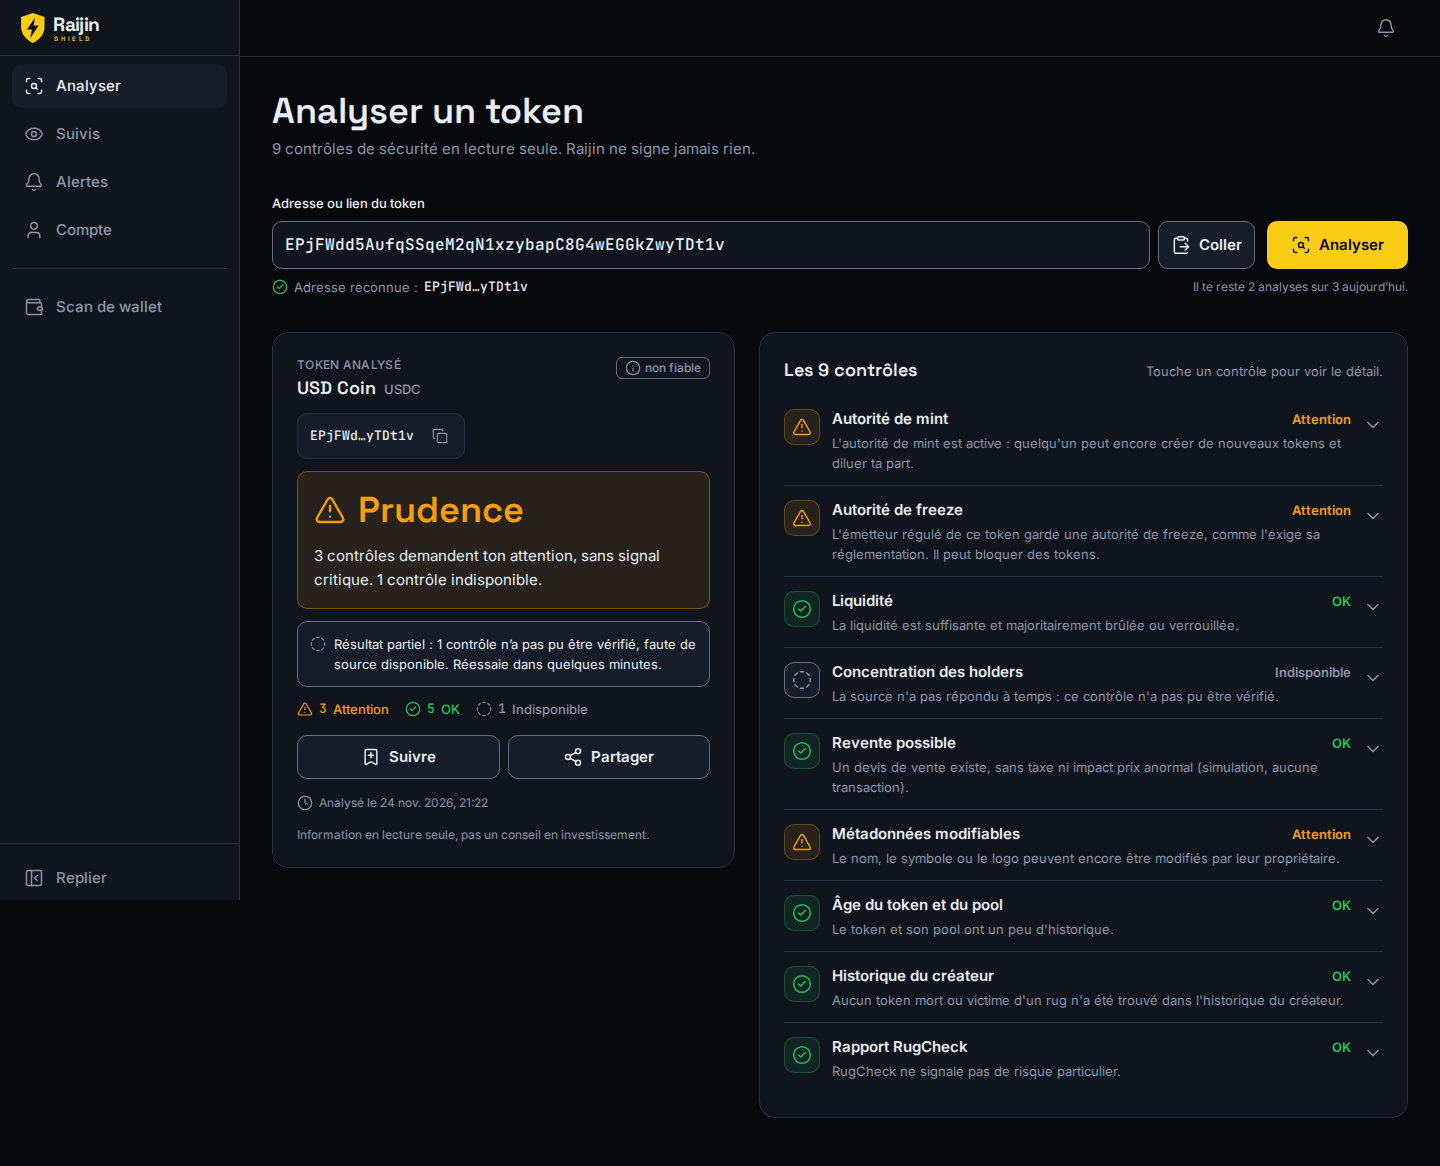 Raijin
SHIELD
Analyser
Suivis
Alertes
Compte
Scan de wallet
Replier
Analyser un token
9 contrôles de sécurité en lecture seule. Raijin ne signe jamais rien.
Adresse ou lien du token
EPjFWdd5AufqSSqeM2qN1xzybapC8G4wEGGkZwyTDt1v
Coller
Analyser
Adresse reconnue : EPjFWd…yTDt1v
Il te reste 2 analyses sur 3 aujourd'hui.
TOKEN ANALYSÉ
non fiable
USD Coin USDC
EPjFWd…yTDt1v
Prudence
3 contrôles demandent ton attention, sans signal
critique. 1 contrôle indisponible.
Résultat partiel : 1 contrôle n'a pas pu être vérifié, faute de
source disponible. Réessaie dans quelques minutes.
3 Attention 5 OK 1 Indisponible
Suivre
Partager
Analysé le 24 nov. 2026, 21:22
Information en lecture seule, pas un conseil en investissement.
Les 9 contrôles
Touche un contrôle pour voir le détail.
Autorité de mint
Attention
L'autorité de mint est active : quelqu'un peut encore créer de nouveaux tokens et
diluer ta part.
Autorité de freeze
Attention
L'émetteur régulé de ce token garde une autorité de freeze, comme l'exige sa
réglementation. Il peut bloquer des tokens.
Liquidité
OK
La liquidité est suffisante et majoritairement brûlée ou verrouillée.
Concentration des holders
Indisponible
La source n'a pas répondu à temps : ce contrôle n'a pas pu être vérifié.
Revente possible
OK
Un devis de vente existe, sans taxe ni impact prix anormal (simulation, aucune
transaction).
Métadonnées modifiables
Attention
Le nom, le symbole ou le logo peuvent encore être modifiés par leur propriétaire.
Âge du token et du pool
OK
Le token et son pool ont un peu d'historique.
Historique du créateur
OK
Aucun token mort ou victime d'un rug n'a été trouvé dans l'historique du créateur.
Rapport RugCheck
OK
RugCheck ne signale pas de risque particulier.